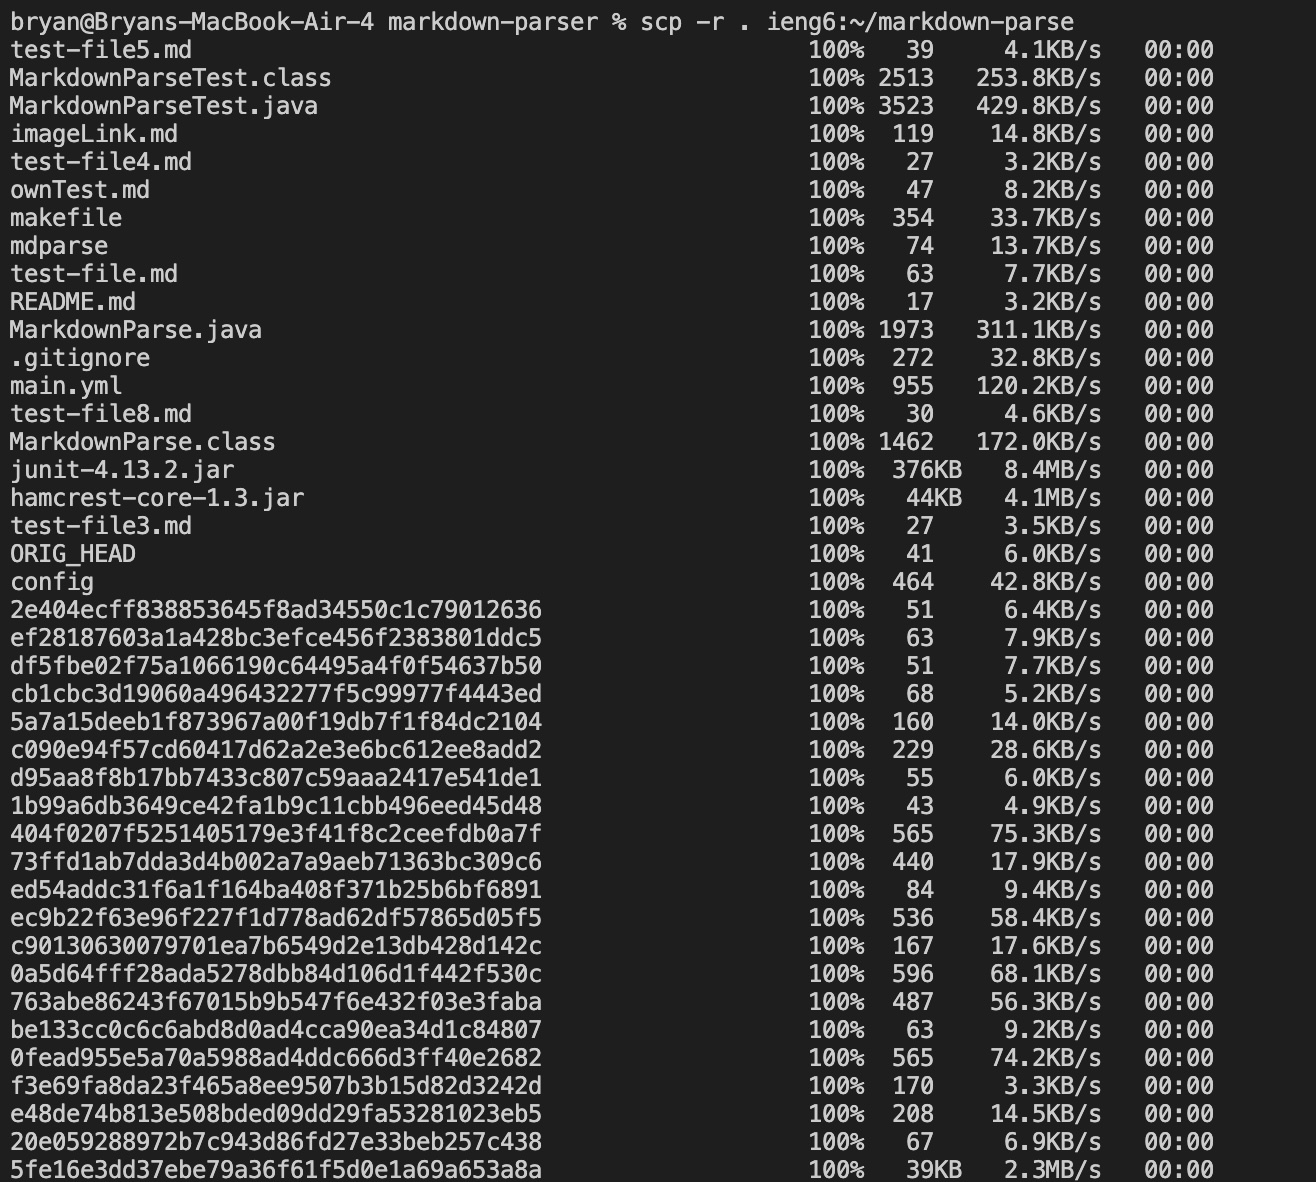 bryan@Bryans-MacBook-Air-4 markdown-parser % scp -r . ieng6:~/markdown-parse
test-file5.md 100% 39 4.1KB/s 00:00
MarkdownParseTest.class 100% 2513 253.8KB/s 00:00
MarkdownParseTest.java 100% 3523 429.8KB/s 00:00
imageLink.md 100% 119 14.8KB/s 00:00
test-file4.md 100% 27 3.2KB/s 00:00
ownTest.md 100% 47 8.2KB/s 00:00
makefile 100% 354 33.7KB/s 00:00
mdparse 100% 74 13.7KB/s 00:00
test-file.md 100% 63 7.7KB/s 00:00
README.md 100% 17 3.2KB/s 00:00
MarkdownParse.java 100% 1973 311.1KB/s 00:00
.gitignore 100% 272 32.8KB/s 00:00
main.yml 100% 955 120.2KB/s 00:00
test-file8.md 100% 30 4.6KB/s 00:00
MarkdownParse.class 100% 1462 172.0KB/s 00:00
junit-4.13.2.jar 100% 376KB 8.4MB/s 00:00
hamcrest-core-1.3.jar 100% 44KB 4.1MB/s 00:00
test-file3.md 100% 27 3.5KB/s 00:00
ORIG_HEAD 100% 41 6.0KB/s 00:00
config 100% 464 42.8KB/s 00:00
2e404ecff838853645f8ad34550c1c79012636 100% 51 6.4KB/s 00:00
ef28187603a1a428bc3efce456f2383801ddc5 100% 63 7.9KB/s 00:00
df5fbe02f75a1066190c64495a4f0f54637b50 100% 51 7.7KB/s 00:00
cb1cbc3d19060a496432277f5c99977f4443ed 100% 68 5.2KB/s 00:00
5a7a15deeb1f873967a00f19db7f1f84dc2104 100% 160 14.0KB/s 00:00
c090e94f57cd60417d62a2e3e6bc612ee8add2 100% 229 28.6KB/s 00:00
d95aa8f8b17bb7433c807c59aaa2417e541de1 100% 55 6.0KB/s 00:00
1b99a6db3649ce42fa1b9c11cbb496eed45d48 100% 43 4.9KB/s 00:00
404f0207f5251405179e3f41f8c2ceefdb0a7f 100% 565 75.3KB/s 00:00
73ffd1ab7dda3d4b002a7a9aeb71363bc309c6 100% 440 17.9KB/s 00:00
ed54addc31f6a1f164ba408f371b25b6bf6891 100% 84 9.4KB/s 00:00
ec9b22f63e96f227f1d778ad62df57865d05f5 100% 536 58.4KB/s 00:00
c90130630079701ea7b6549d2e13db428d142c 100% 167 17.6KB/s 00:00
0a5d64fff28ada5278dbb84d106d1f442f530c 100% 596 68.1KB/s 00:00
763abe86243f67015b9b547f6e432f03e3faba 100% 487 56.3KB/s 00:00
be133cc0c6c6abd8d0ad4cca90ea34d1c84807 100% 63 9.2KB/s 00:00
0fead955e5a70a5988ad4ddc666d3ff40e2682 100% 565 74.2KB/s 00:00
f3e69fa8da23f465a8ee9507b3b15d82d3242d 100% 170 3.3KB/s 00:00
e48de74b813e508bded09dd29fa53281023eb5 100% 208 14.5KB/s 00:00
20e059288972b7c943d86fd27e33beb257c438 100% 67 6.9KB/s 00:00
5fe16e3dd37ebe79a36f61f5d0e1a69a653a8a 100% 39KB 2.3MB/s 00:00